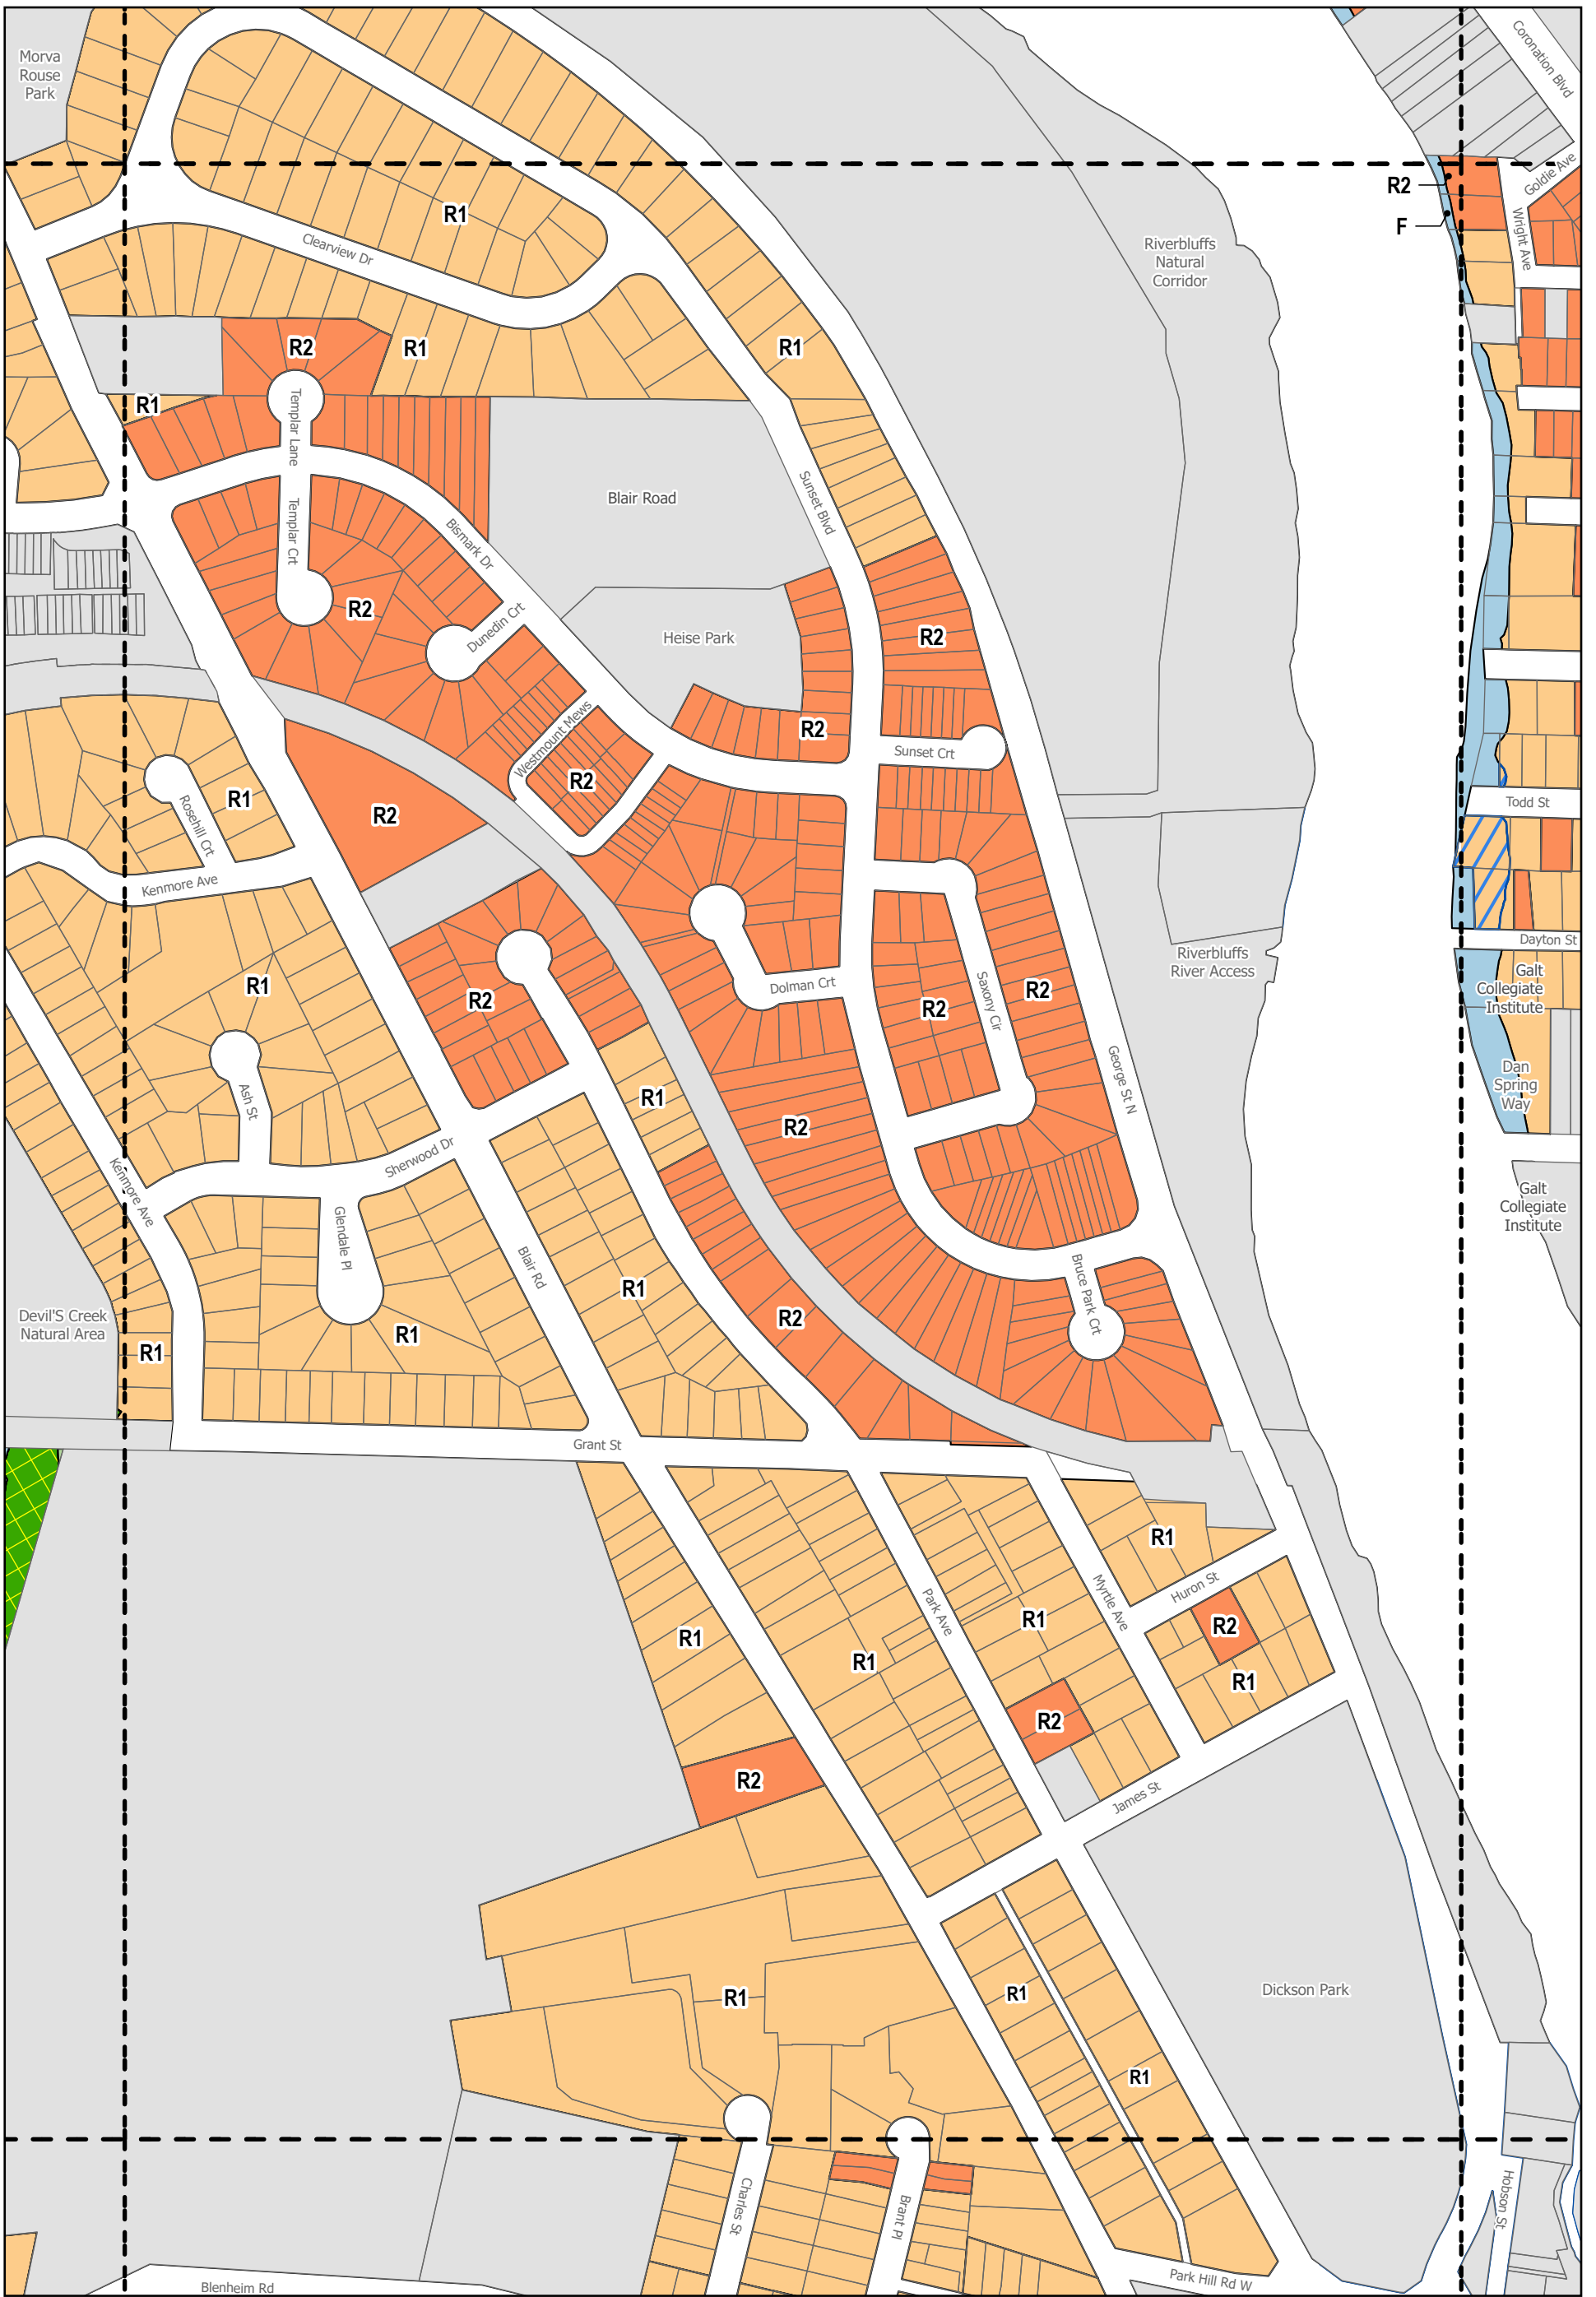 Morva
Rouse
Park
Coronation Blvd
Goldie Ave
R2
F
Wright Ave
R1
Clearview Dr
Riverbluffs
Natural
Corridor
R2
R1
R1
R1
Templar Lane
Blair Road
Sunset Blvd
Templar Crt
Bismark Dr
R2
Dunedin Crt
Heise Park
R2
R2
Westmount Mews
Sunset Crt
R2
R1
R2
Rosehill Crt
Todd St
Kenmore Ave
Dayton St
Riverbluffs
River Access
Galt
Collegiate
Institute
R1
R2
Dolman Crt
Saxony Cir
R2
R2
Dan
Spring
Way
Ash St
R1
George St N
R2
Sherwood Dr
Kenmore Ave
Galt
Collegiate
Institute
Glendale Pl
Blair Rd
R1
Bruce Park Crt
Devil'S Creek
Natural Area
R2
R1
R1
Grant St
R1
Huron St
Park Ave
Myrtle Ave
R1
R1
R1
R2
R1
R2
R2
James St
R1
R1
Dickson Park
R1
Charles St
Brant Pl
Hobson St
Park Hill Rd W
Blenheim Rd